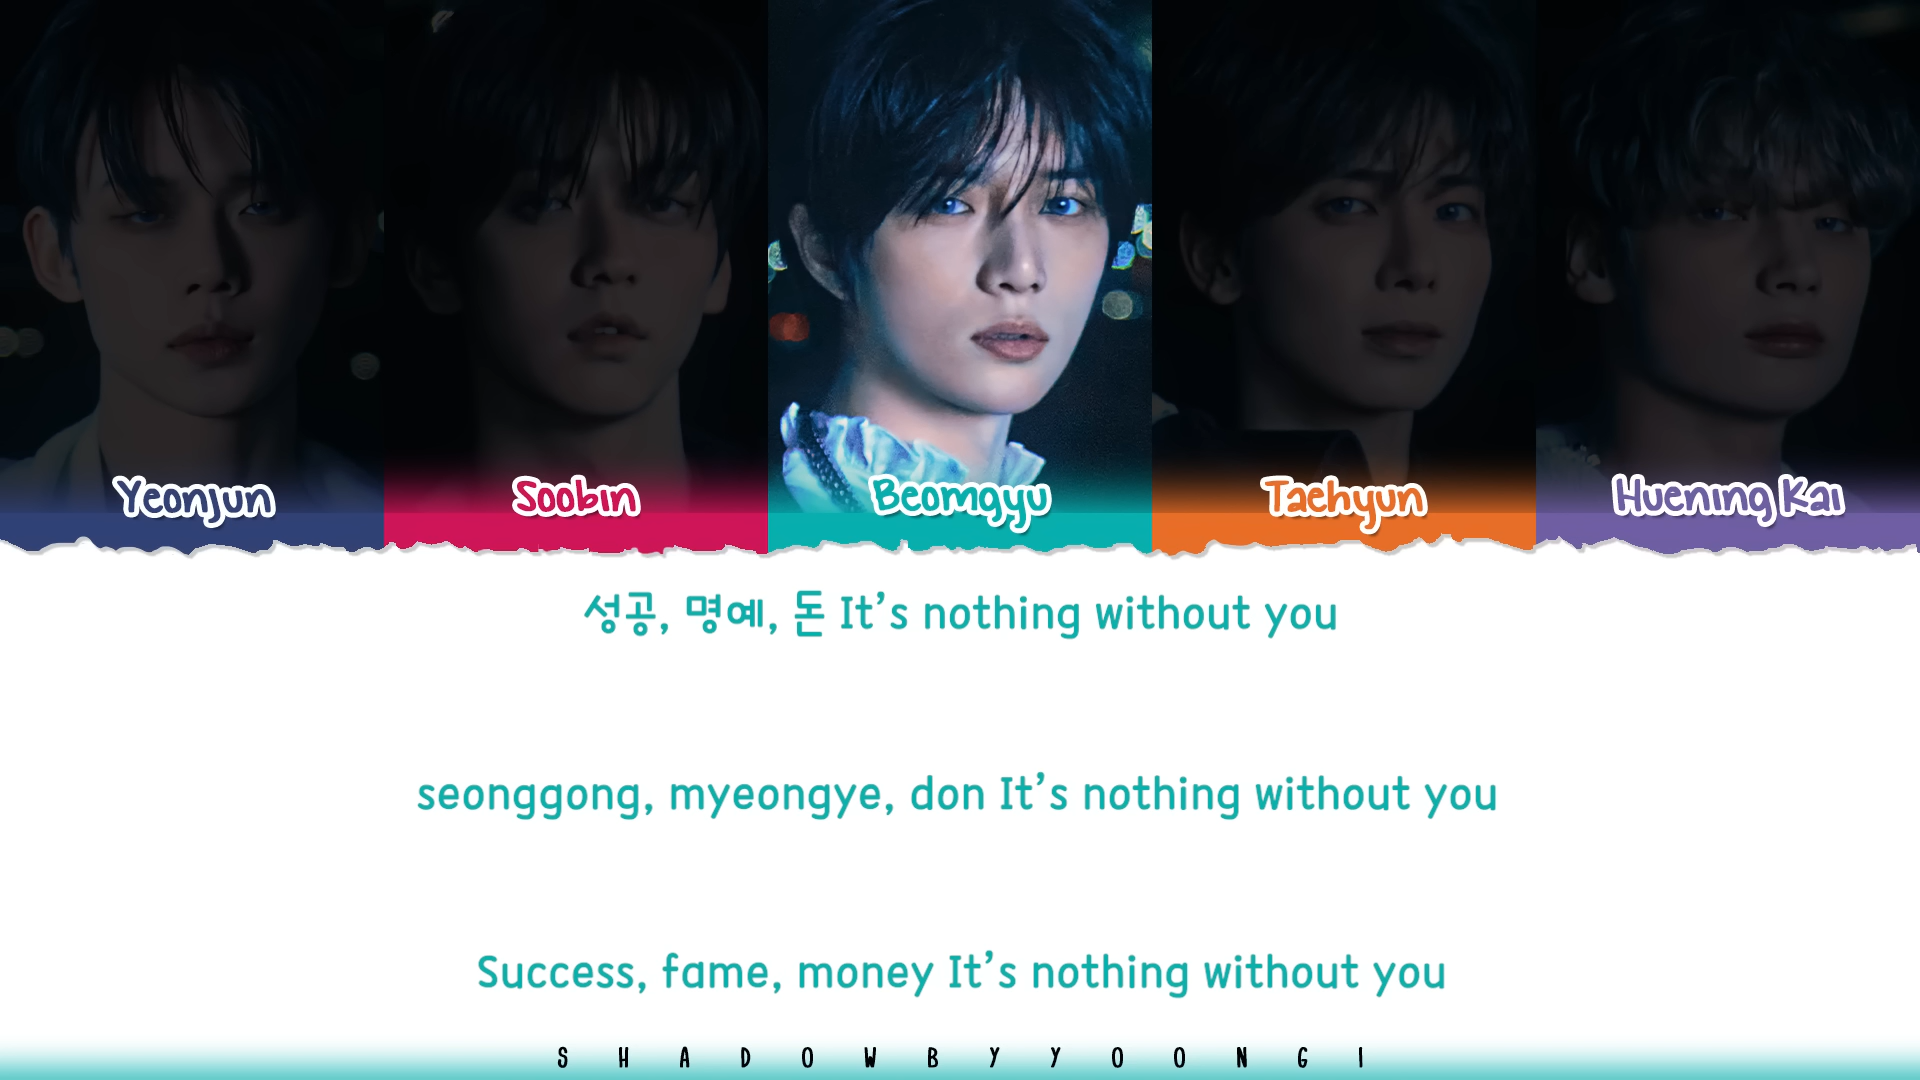 Yeonjun Soobin Beomgyu Taehyun Huening Kai
성공, 명예, 돈 It’s nothing without you
seonggong, myeongye, don It’s nothing without you
Success, fame, money It’s nothing without you
SHADOWBYYOONGI